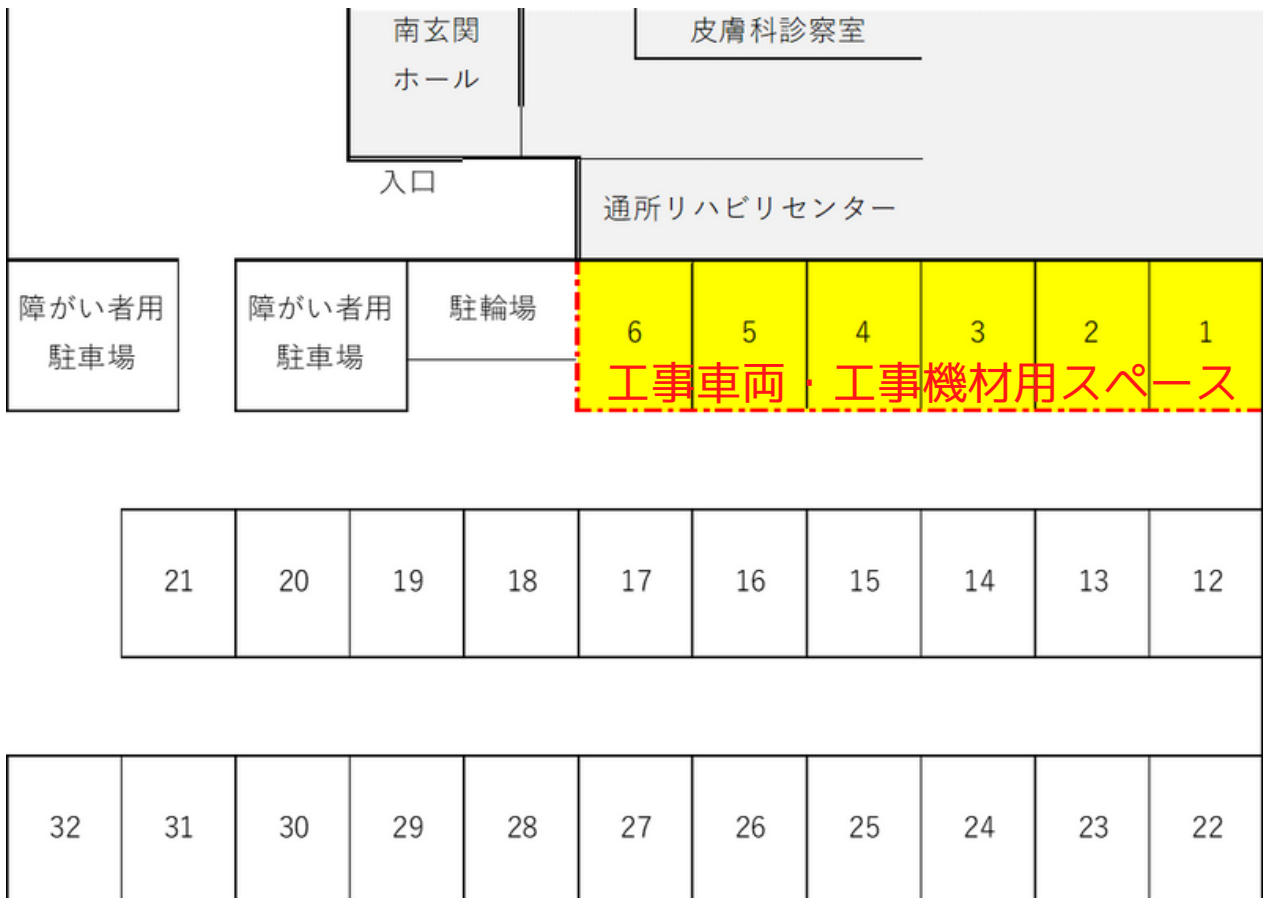 南玄関
ホール
皮膚科診察室
入口
通所リハビリセンター
障がい者用
駐車場
障がい者用
駐車場
駐輪場
6 5 4 3 2 1
工事車両・工事機材用スペース
21 20 19 18 17 16 15 14 13 12
32 31 30 29 28 27 26 25 24 23 22